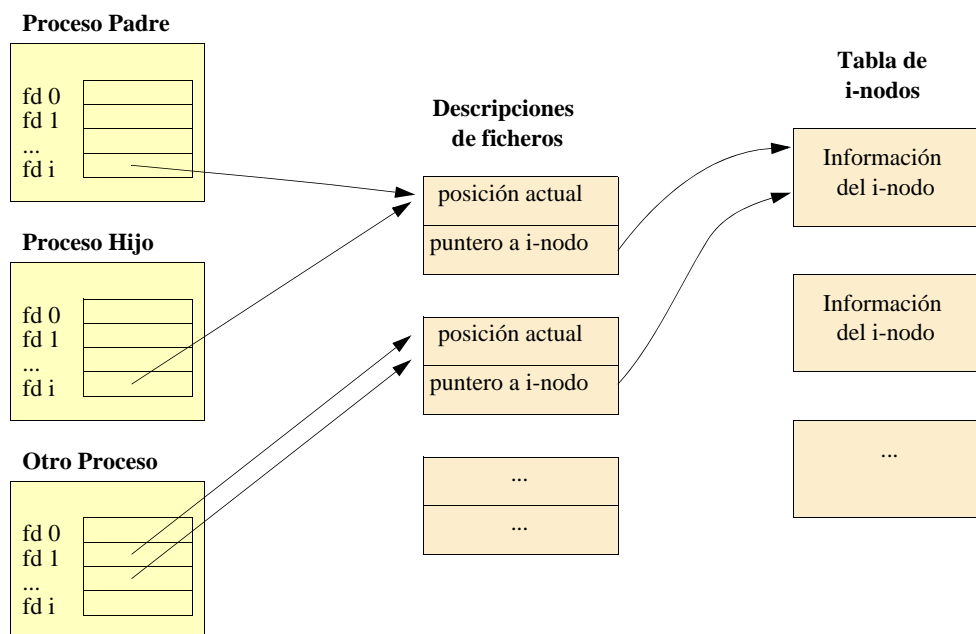 Proceso Padre
fd 0
fd 1
...
fd i
Proceso Hijo
fd 0
fd 1
...
fd i
Otro Proceso
fd 0
fd 1
...
fd i
Descripciones
de ficheros
posición actual
puntero a i-nodo
posición actual
puntero a i-nodo
...
...
Tabla de
i-nodos
Información
del i-nodo
Información
del i-nodo
...